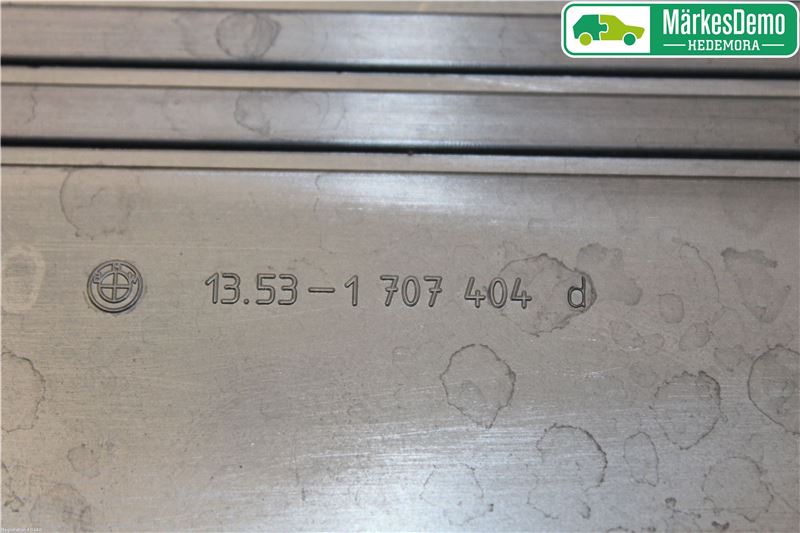 MärkesDemo
HEDEMORA
13.53-1 707 404 d